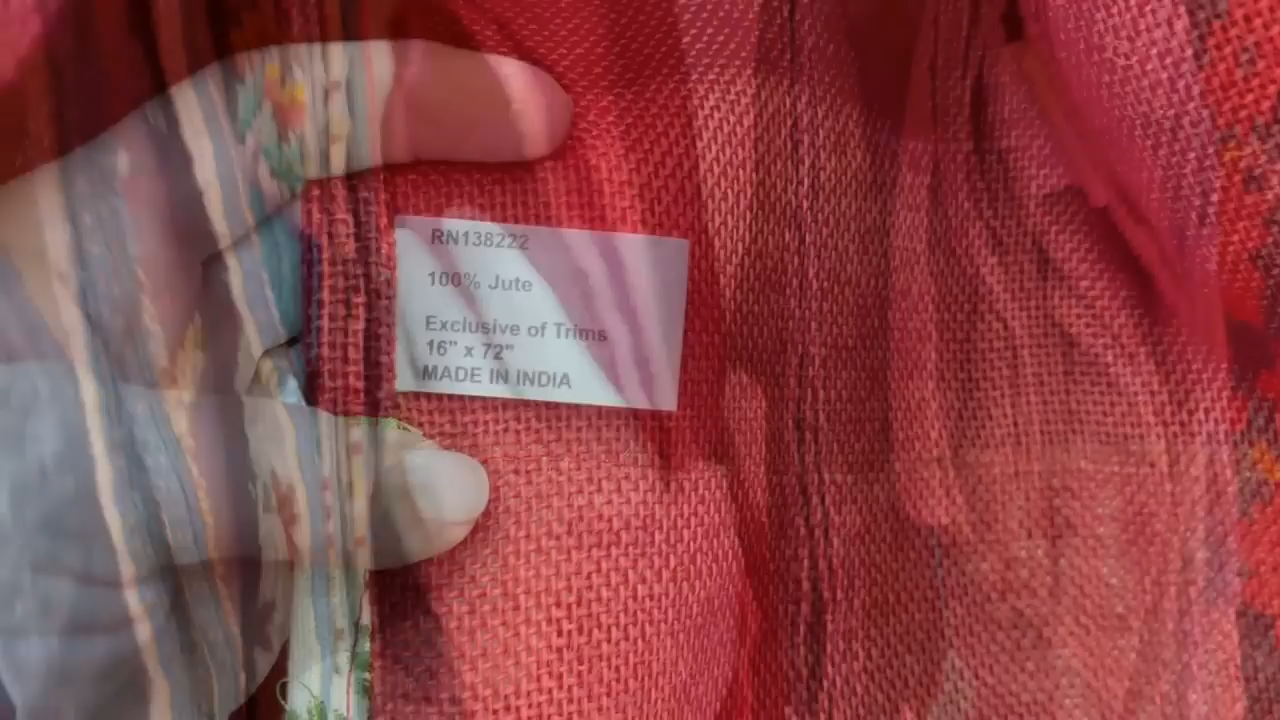 RN138222
100% Jute
Exclusive of Trims
16" x 72"
MADE IN INDIA